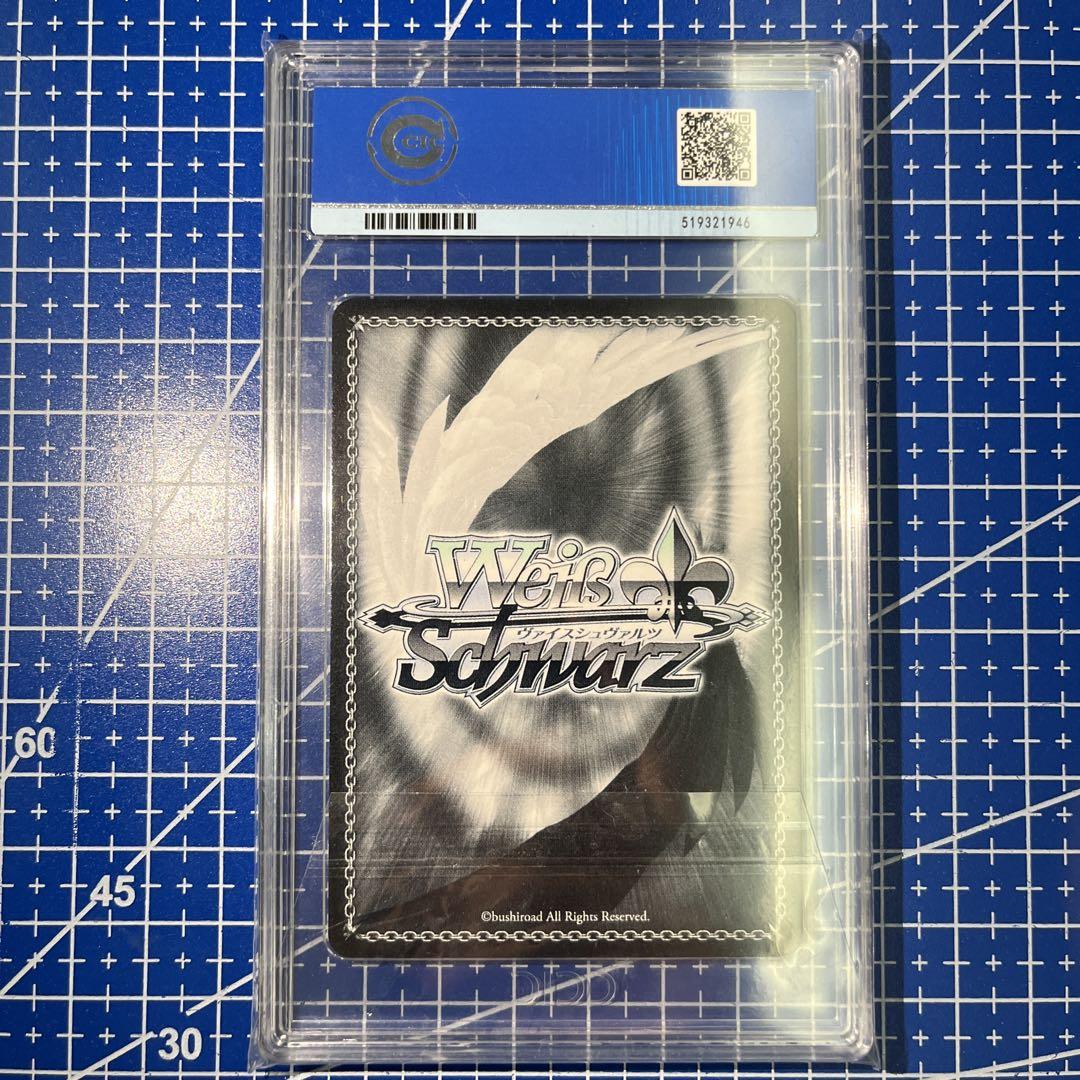 CCIC
519321946
Weiß
ヴァイスシュヴァルツ
Schwarz
©bushiroad All Rights Reserved.
60
45
30